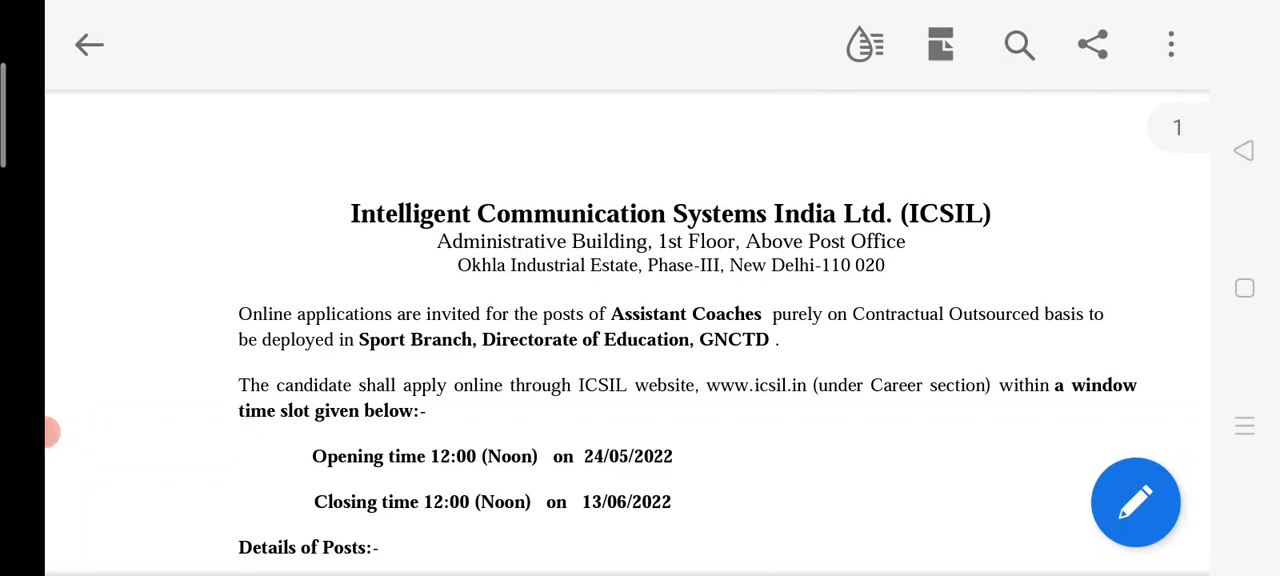 1
Intelligent Communication Systems India Ltd. (ICSIL)
Administrative Building, 1st Floor, Above Post Office
Okhla Industrial Estate, Phase-III, New Delhi-110 020
Online applications are invited for the posts of Assistant Coaches purely on Contractual Outsourced basis to
be deployed in Sport Branch, Directorate of Education, GNCTD .
The candidate shall apply online through ICSIL website, www.icsil.in (under Career section) within a window
time slot given below:-
Opening time 12:00 (Noon) on 24/05/2022
Closing time 12:00 (Noon) on 13/06/2022
Details of Posts:-